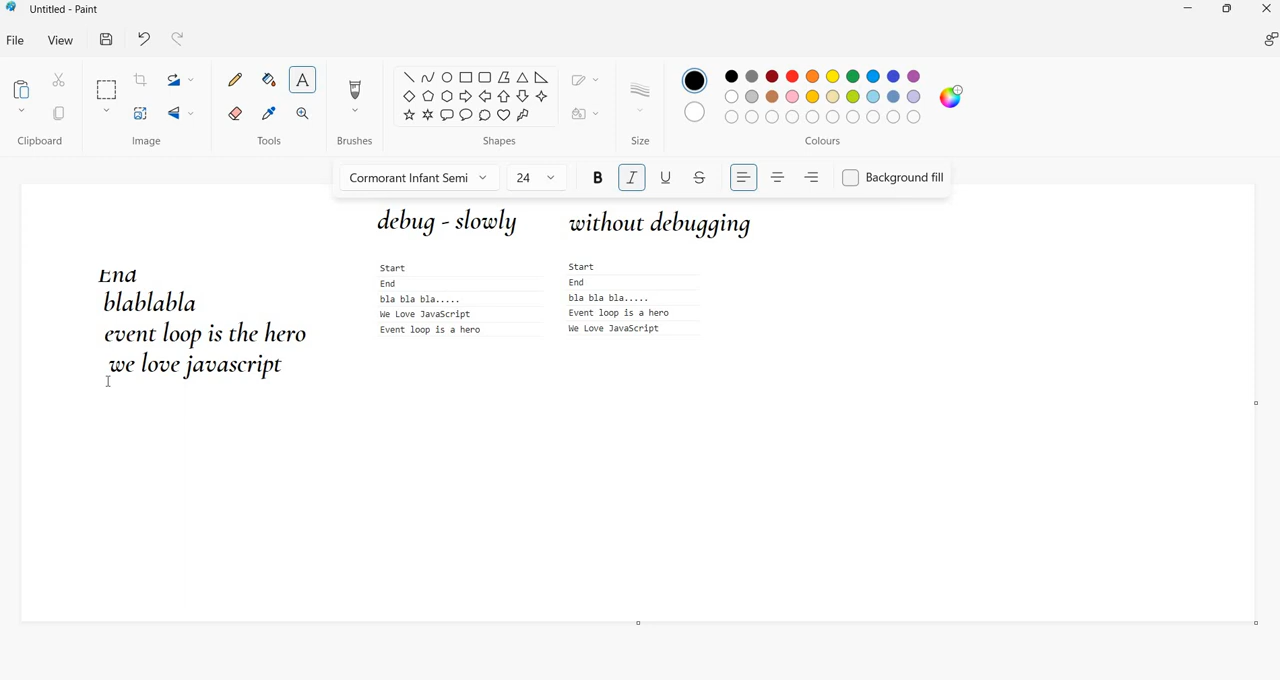 Untitled - Paint
File
View
Clipboard
Image
Tools
Brushes
Shapes
Size
Colours
Cormorant Infant Semi
24
B
I
U
S
Background fill
debug - slowly
without debugging
End
blablabla
event loop is the hero
we love javascript
Start
End
bla bla bla.....
We Love JavaScript
Event loop is a hero
Start
End
bla bla bla.....
Event loop is a hero
We Love JavaScript